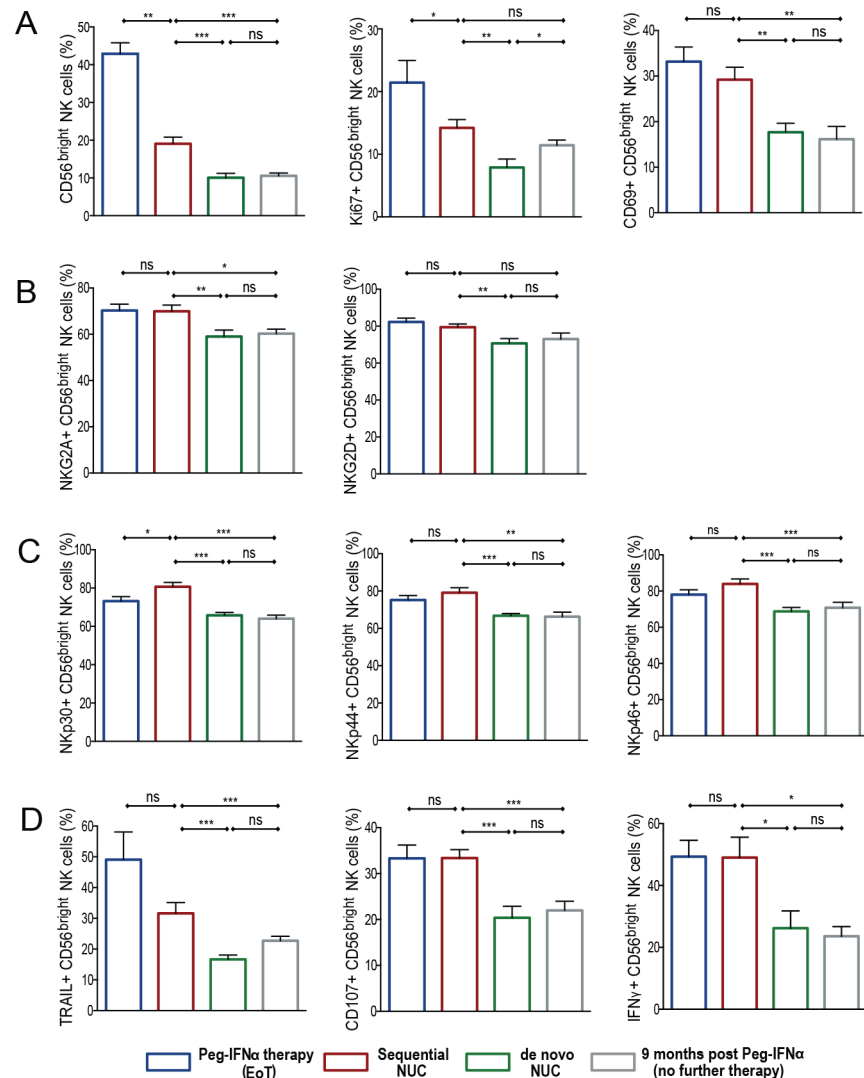 A
CD56bright NK cells (%)
50
40
30
20
10
0
**
***
***
ns
Ki67+ CD56bright NK cells (%)
30
20
10
0
*
ns
**
*
CD69+ CD56bright NK cells (%)
40
30
20
10
0
ns
**
**
ns
B
NKG2A+ CD56bright NK cells (%)
80
60
40
20
0
ns
*
**
ns
NKG2D+ CD56bright NK cells (%)
100
80
60
40
20
0
ns
ns
**
ns
C
NKp30+ CD56bright NK cells (%)
100
80
60
40
20
0
*
***
***
ns
NKp44+ CD56bright NK cells (%)
100
80
60
40
20
0
ns
**
***
ns
NKp46+ CD56bright NK cells (%)
100
80
60
40
20
0
ns
***
***
ns
D
TRAIL+ CD56bright NK cells (%)
60
50
40
30
20
10
0
ns
***
***
ns
CD107+ CD56bright NK cells (%)
40
30
20
10
0
ns
***
***
ns
IFNγ+ CD56bright NK cells (%)
60
40
20
0
ns
*
*
ns
Peg-IFNα therapy
(EoT)
Sequential
NUC
de novo
NUC
9 months post Peg-IFNα
(no further therapy)